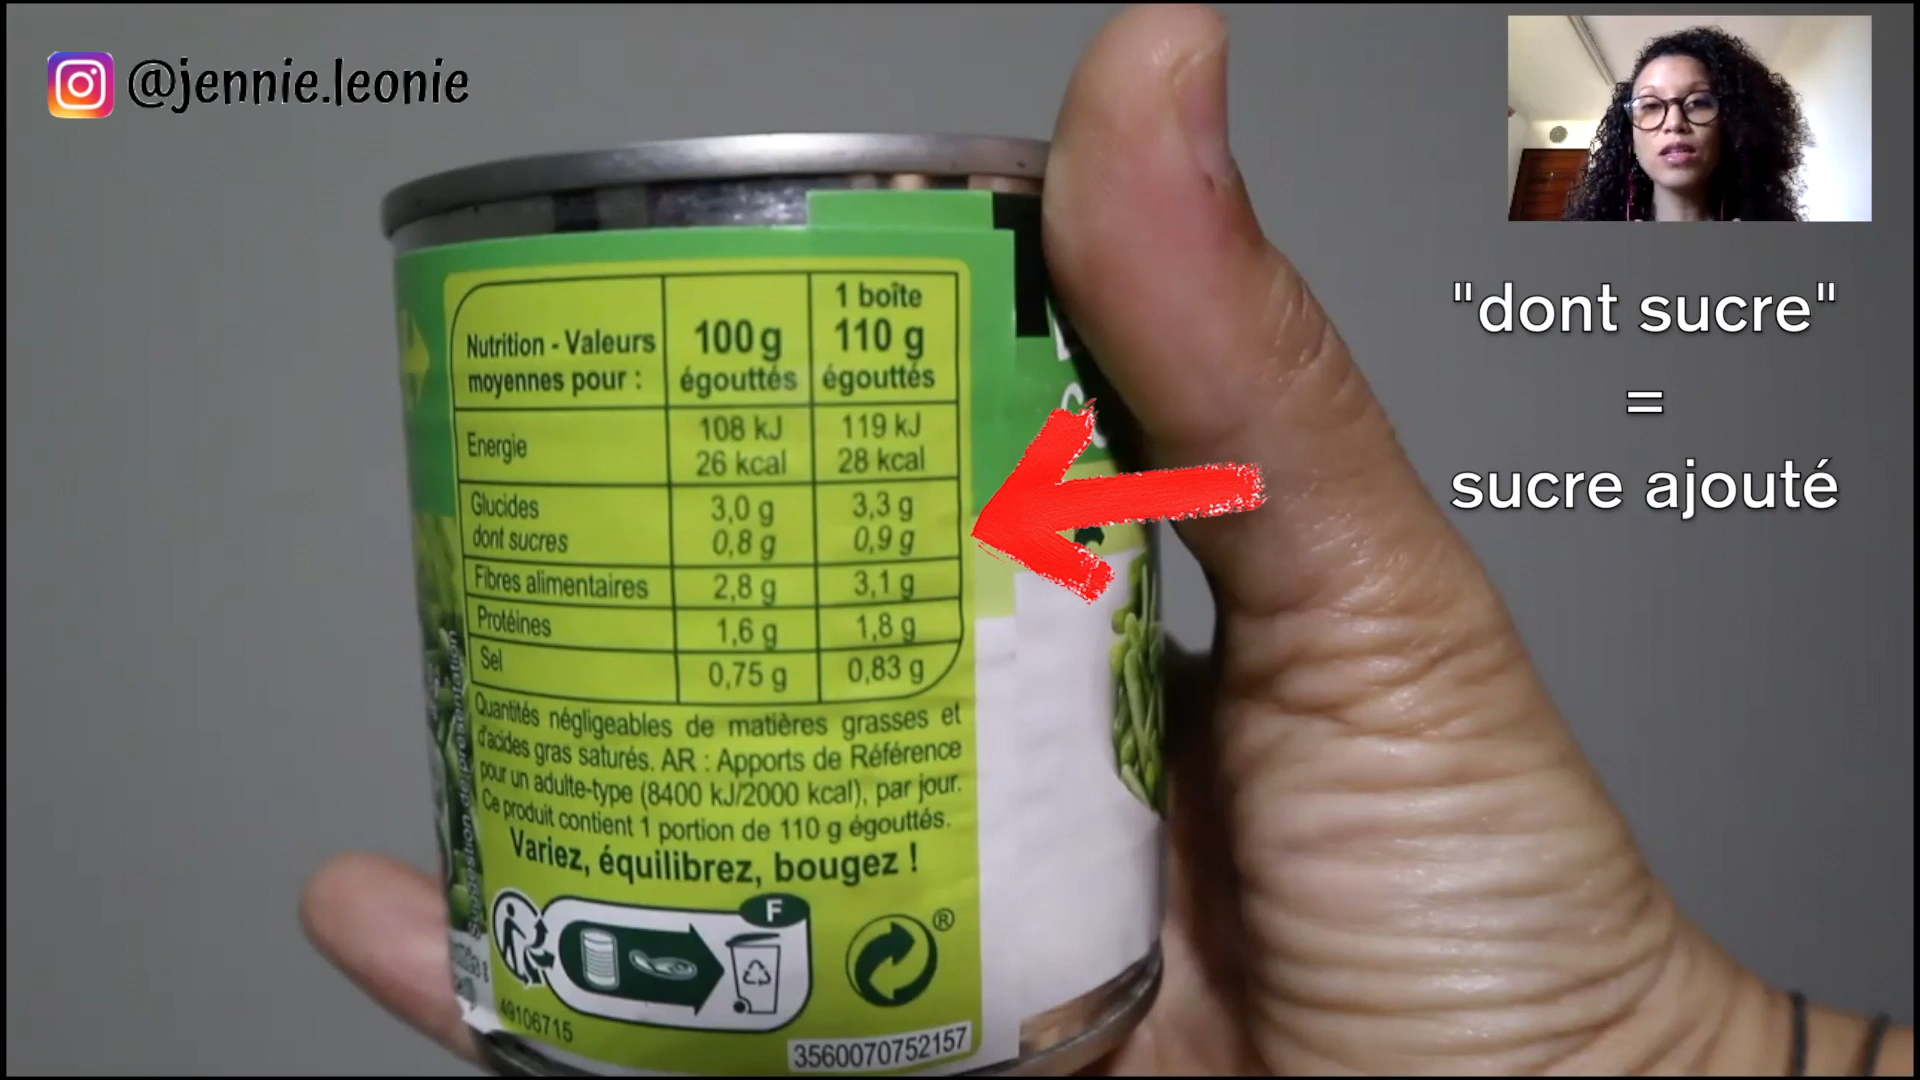 @jennie.leonie
"dont sucre"
=
sucre ajouté
Nutrition - Valeurs moyennes pour :
100 g égouttés
1 boîte 110 g égouttés
Energie
108 kJ 26 kcal
119 kJ 28 kcal
Glucides 3,0 g 3,3 g
dont sucres 0,8 g 0,9 g
Fibres alimentaires 2,8 g 3,1 g
Protéines 1,6 g 1,8 g
Sel 0,75 g 0,83 g
Quantités négligeables de matières grasses et
d'acides gras saturés. AR : Apports de Référence
pour un adulte-type (8400 kJ/2000 kcal), par jour.
Ce produit contient 1 portion de 110 g égouttés.
Variez, équilibrez, bougez !
F
®
49106715
3560070752157
Suggestion de présentation